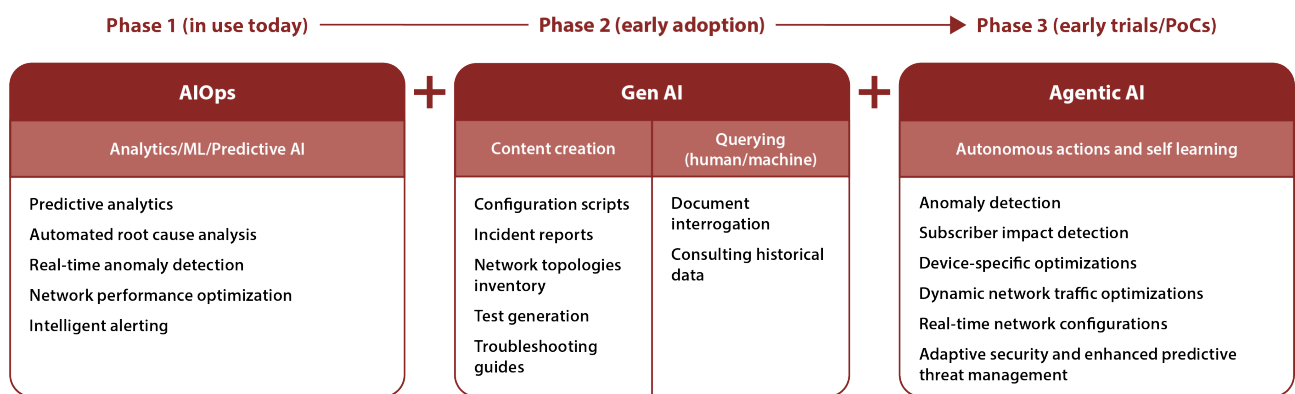 Phase 1 (in use today)
Phase 2 (early adoption)
Phase 3 (early trials/PoCs)
AIOps
Analytics/ML/Predictive AI
Predictive analytics
Automated root cause analysis
Real-time anomaly detection
Network performance optimization
Intelligent alerting
+
Gen AI
Content creation
Configuration scripts
Incident reports
Network topologies
inventory
Test generation
Troubleshooting
guides
Querying
(human/machine)
Document
interrogation
Consulting historical
data
+
Agentic AI
Autonomous actions and self learning
Anomaly detection
Subscriber impact detection
Device-specific optimizations
Dynamic network traffic optimizations
Real-time network configurations
Adaptive security and enhanced predictive
threat management